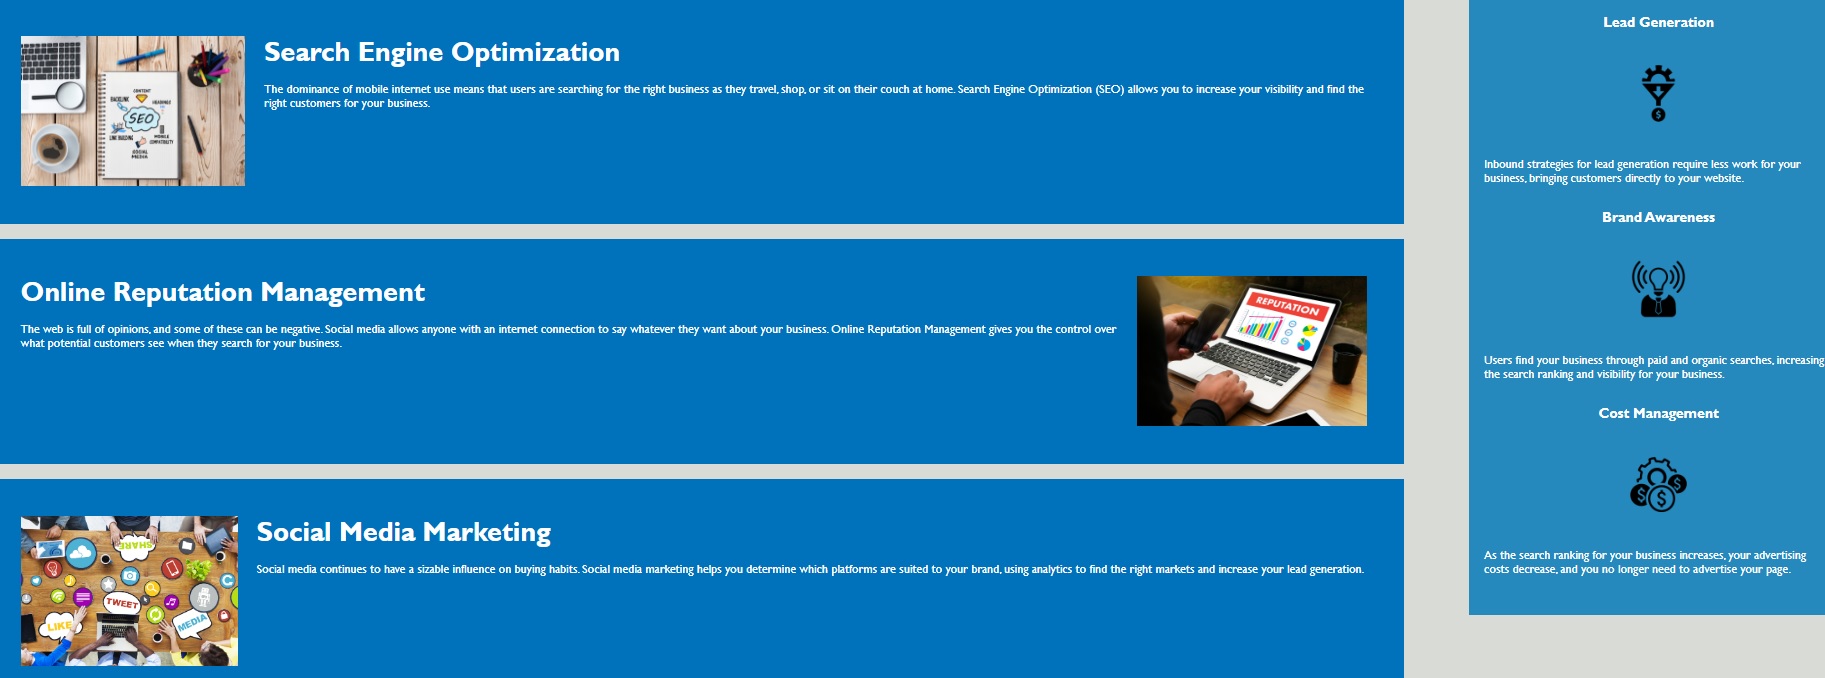 Search Engine Optimization
The dominance of mobile internet use means that users are searching for the right business as they travel, shop, or sit on their couch at home. Search Engine Optimization (SEO) allows you to increase your visibility and find the
right customers for your business.
CONTENT
BACKLINK
KEYWORDS
SEO
LINK BUILDING
MOBILE
COMPATIBILITY
SOCIAL
MEDIA
Online Reputation Management
The web is full of opinions, and some of these can be negative. Social media allows anyone with an internet connection to say whatever they want about your business. Online Reputation Management gives you the control over
what potential customers see when they search for your business.
REPUTATION
Social Media Marketing
Social media continues to have a sizable influence on buying habits. Social media marketing helps you determine which platforms are suited to your brand, using analytics to find the right markets and increase your lead generation.
SHARE
TWEET
LIKE
MEDIA
Lead Generation
$
Inbound strategies for lead generation require less work for your
business, bringing customers directly to your website.
Brand Awareness
Users find your business through paid and organic searches, increasing
the search ranking and visibility for your business.
Cost Management
$ $ $
As the search ranking for your business increases, your advertising
costs decrease, and you no longer need to advertise your page.